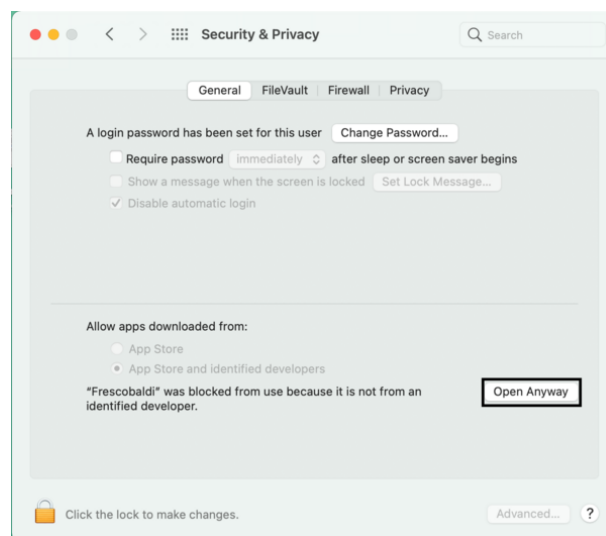 Security & Privacy
Search
General FileVault Firewall Privacy
A login password has been set for this user Change Password...
Require password immediately after sleep or screen saver begins
Show a message when the screen is locked Set Lock Message...
Disable automatic login
Allow apps downloaded from:
App Store
App Store and identified developers
“Frescobaldi” was blocked from use because it is not from an
identified developer.
Open Anyway
Click the lock to make changes.
Advanced... ?